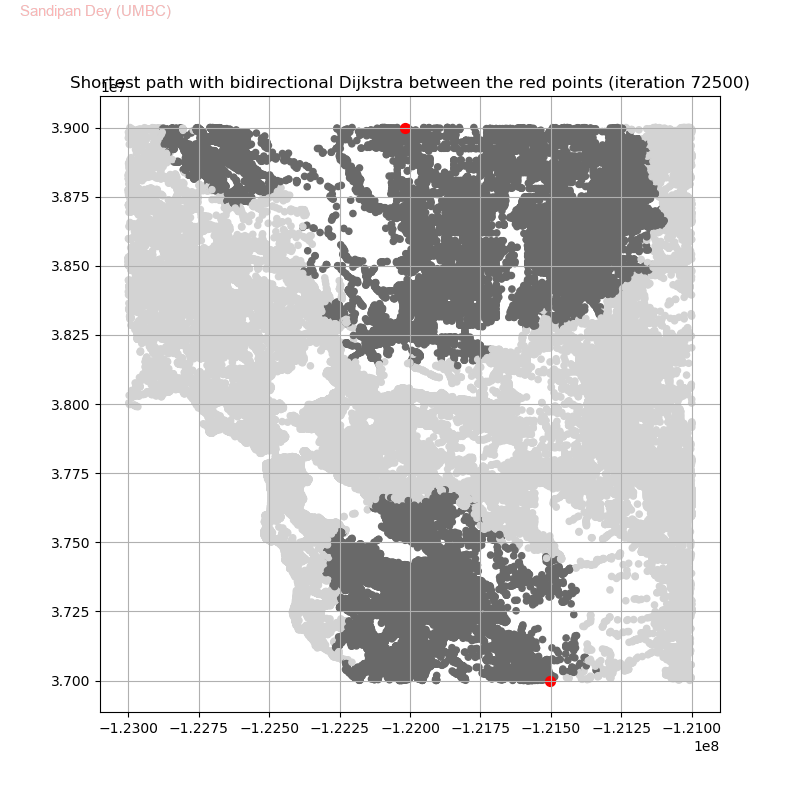 Sandipan Dey (UMBC)
Shortest path with bidirectional Dijkstra between the red points (iteration 72500)
1e7
3.900
3.875
3.850
3.825
3.800
3.775
3.750
3.725
3.700
−1.2300 −1.2275 −1.2250 −1.2225 −1.2200 −1.2175 −1.2150 −1.2125 −1.2100
1e8